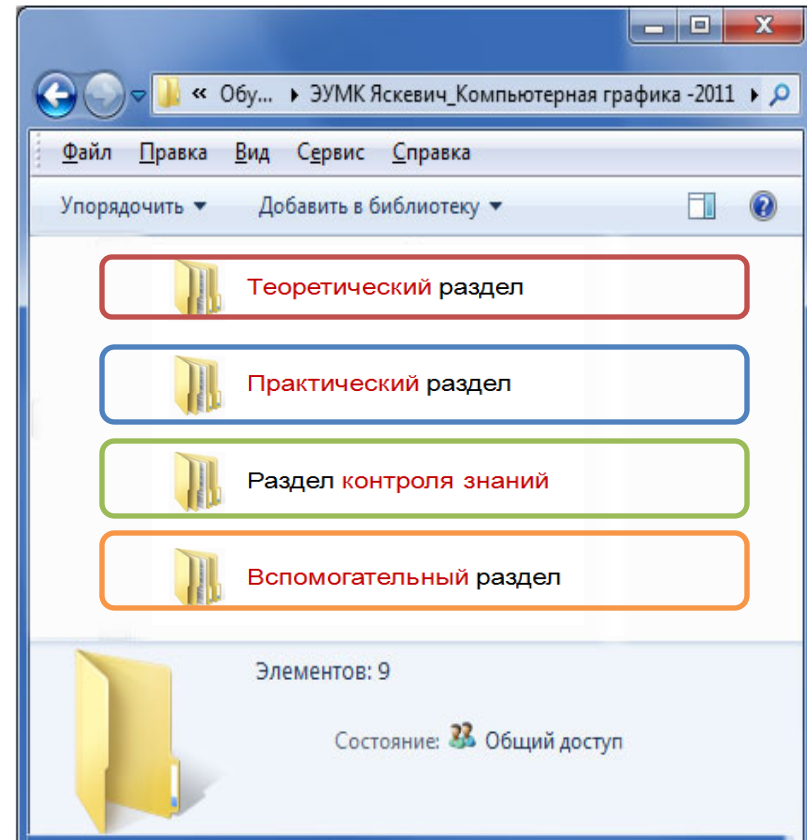 « Обу... ▸ ЭУМК Яскевич_Компьютерная графика -2011 ▸
Файл Правка Вид Сервис Справка
Упорядочить ▼ Добавить в библиотеку ▼
Теоретический раздел
Практический раздел
Раздел контроля знаний
Вспомогательный раздел
Элементов: 9
Состояние: Общий доступ